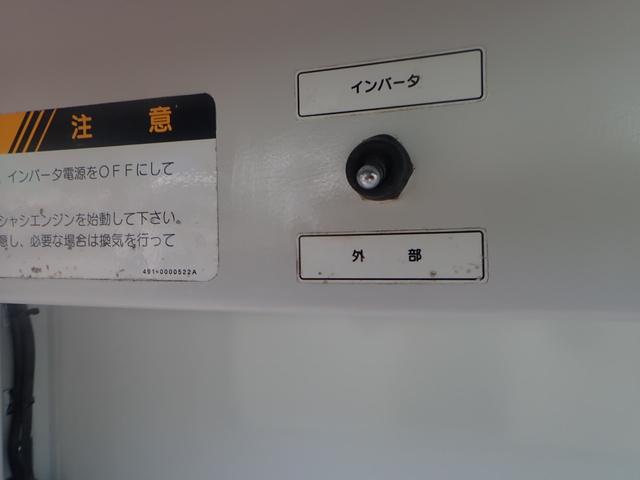 インバータ
注意
インバータ電源をOFFにして
シャシエンジンを始動して下さい。
意し、必要な場合は換気を行って
外部